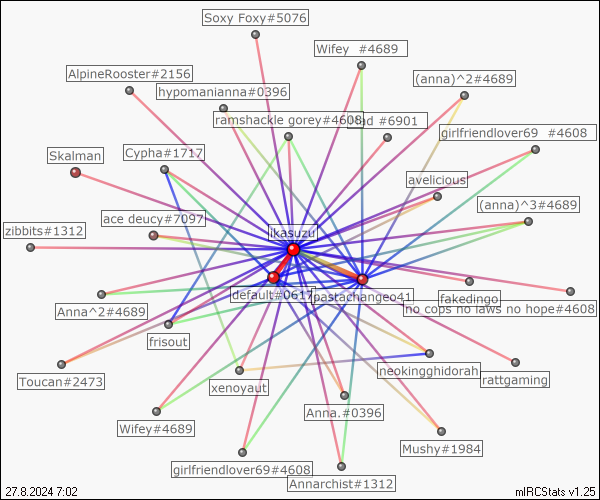 Soxy Foxy#5076
Wifey  #4689
AlpineRooster#2156
(anna)^2#4689
hypomanianna#0396
ramshackle gorey#4608
#6901
girlfriendlover69  #4608
Skalman
Cypha#1717
avelicious
(anna)^3#4689
ace deucy#7097
ikasuzu
zibbits#1312
default#0617
pastachangeo41
fakedingo
Anna^2#4689
no cops no laws no hope#4608
frisout
neokingghidorah
rattgaming
Toucan#2473
xenoyaut
Anna.#0396
Wifey#4689
Mushy#1984
girlfriendlover69#4608
Annarchist#1312
27.8.2024 7:02
mIRCStats v1.25